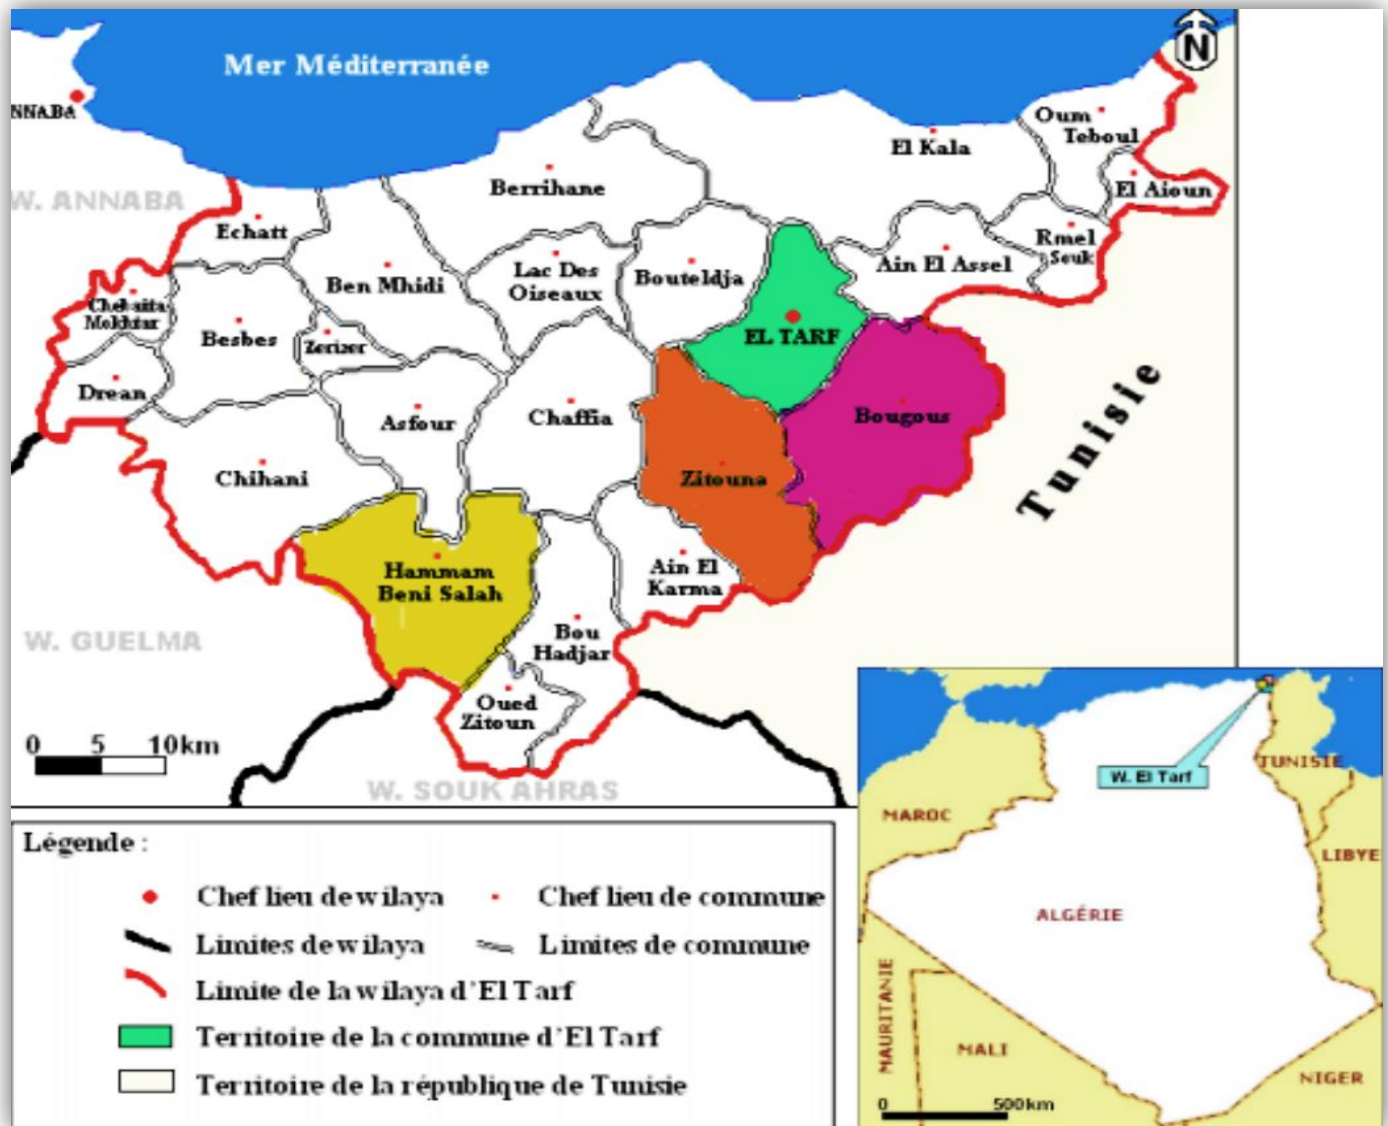 Mer Méditerranée
N
NNABA
Oum
Teboul
El Kala
W. ANNABA
Berrihane
El Aioun
Echatt
Rmel
Souk
Ain El Assel
Lac Des
Oiseaux
Bouteldja
Ben Mhidi
Chebaita
Mokhtar
Besbes
Zerizer
EL TARF
Drean
Asfour
Chaffia
Bougous
Tunisie
Chihani
Zitouna
Hammam
Beni Salah
Ain El
Karma
W. GUELMA
Bou
Hadjar
Oued
Zitoun
0 5 10km
W. SOUK AHRAS
Légende :
Chef lieu de wilaya
Chef lieu de commune
Limites de wilaya
Limites de commune
Limite de la wilaya d'El Tarf
Territoire de la commune d'El Tarf
Territoire de la république de Tunisie
W. El Tarf
TUNISIE
MAROC
LIBYE
ALGÉRIE
MAURITANIE
MALI
NIGER
0 500km